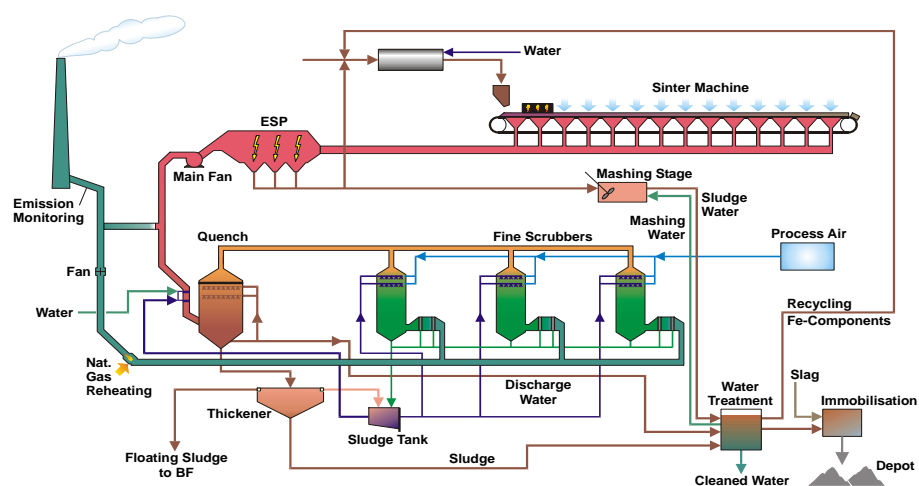 Water
Sinter Machine
ESP
Main Fan
Mashing Stage
Emission
Monitoring
Sludge
Water
Mashing
Water
Quench
Fine Scrubbers
Process Air
Fan
Water
Recycling
Fe-Components
Nat.
Gas
Reheating
Discharge
Water
Water
Treatment
Slag
Immobilisation
Thickener
Sludge Tank
Floating Sludge
to BF
Sludge
Cleaned Water
Depot